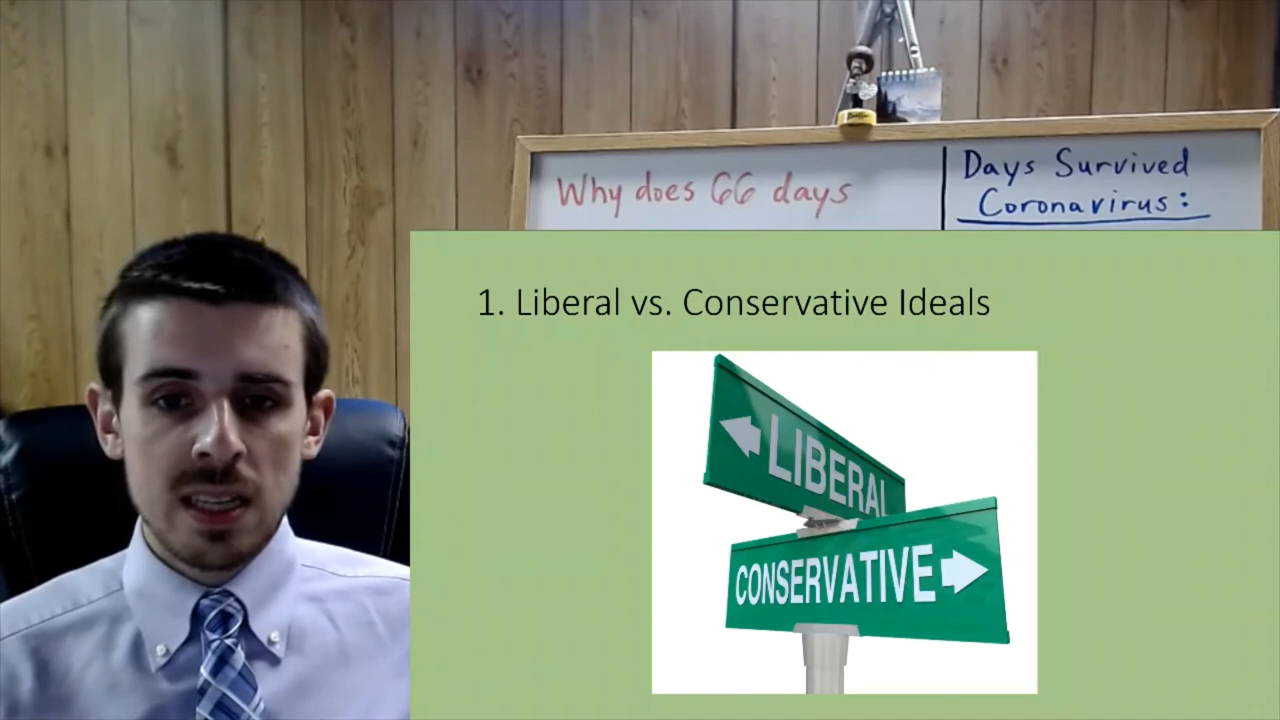 Why does 66 days
Days Survived
Coronavirus:
1. Liberal vs. Conservative Ideals
LIBERAL
CONSERVATIVE